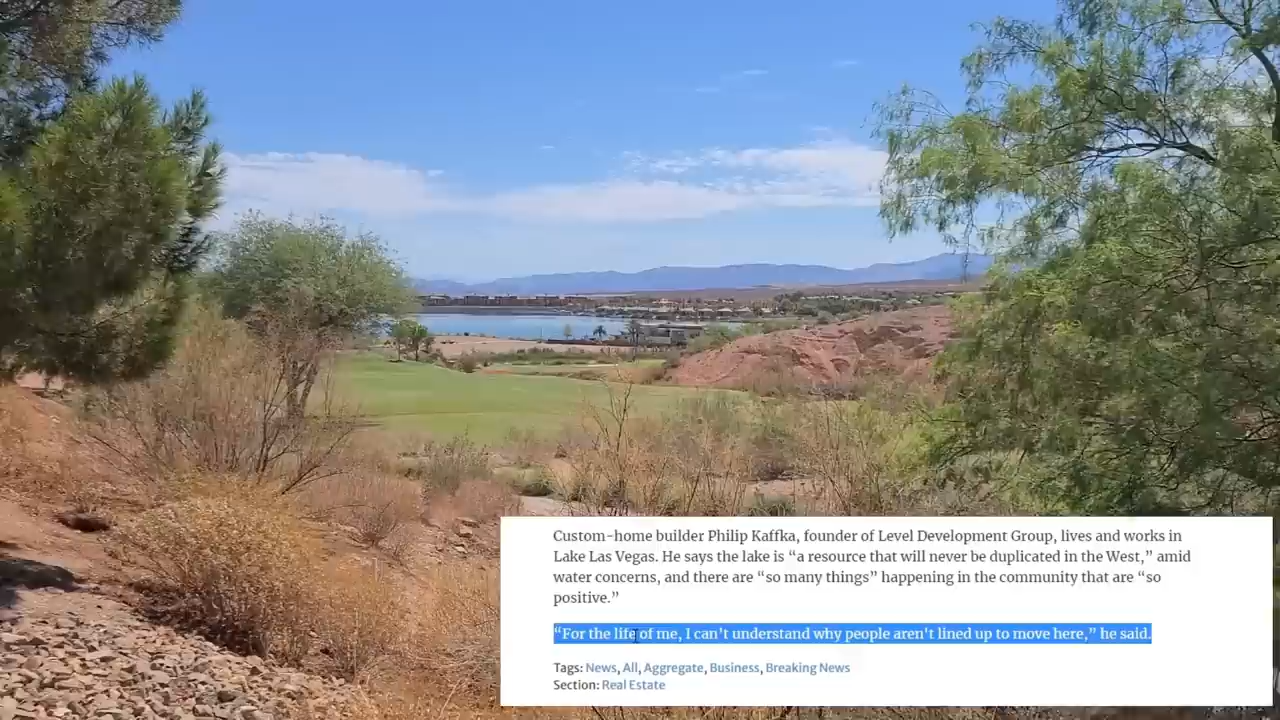 Custom-home builder Philip Kaffka, founder of Level Development Group, lives and works in
Lake Las Vegas. He says the lake is “a resource that will never be duplicated in the West,” amid
water concerns, and there are “so many things” happening in the community that are “so
positive.”
“For the life of me, I can't understand why people aren't lined up to move here,” he said.
Tags: News, All, Aggregate, Business, Breaking News
Section: Real Estate